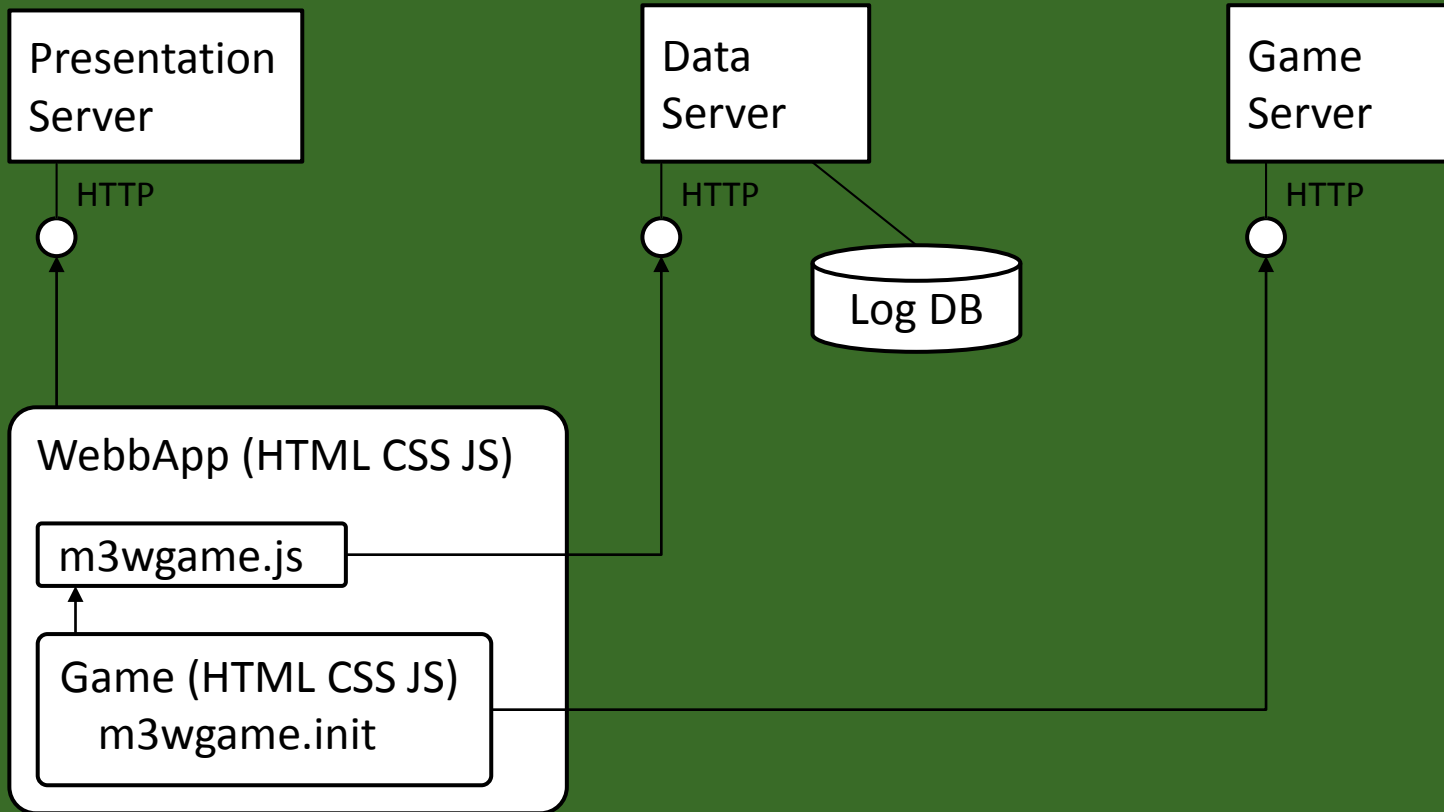 Presentation
Server
Data
Server
Game
Server
HTTP
HTTP
HTTP
Log DB
WebbApp (HTML CSS JS)
m3wgame.js
Game (HTML CSS JS)
m3wgame.init